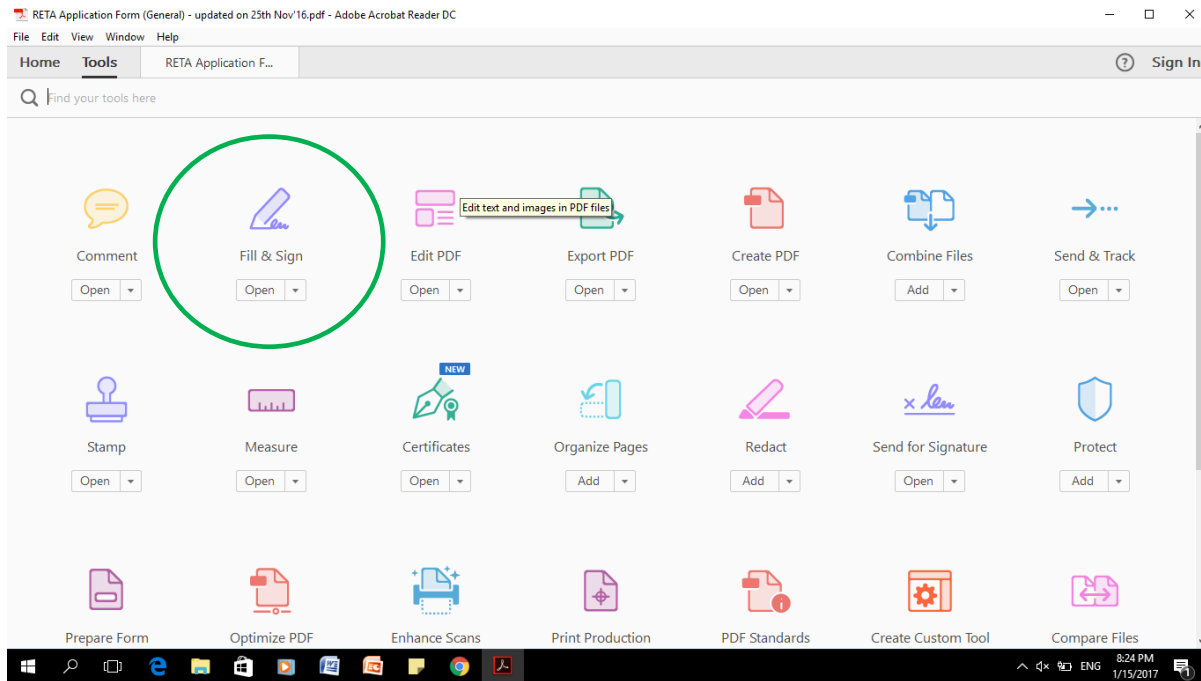 RETA Application Form (General) - updated on 25th Nov'16.pdf - Adobe Acrobat Reader DC
File Edit View Window Help
Home Tools RETA Application F... Sign In
Find your tools here
Edit text and images in PDF files
Comment Fill & Sign Edit PDF Export PDF Create PDF Combine Files Send & Track
Open Open Open Open Open Add Open
NEW
Stamp Measure Certificates Organize Pages Redact Send for Signature Protect
Open Open Open Add Add Open Add
Prepare Form Optimize PDF Enhance Scans Print Production PDF Standards Create Custom Tool Compare Files
8:24 PM
ENG
1/15/2017
1